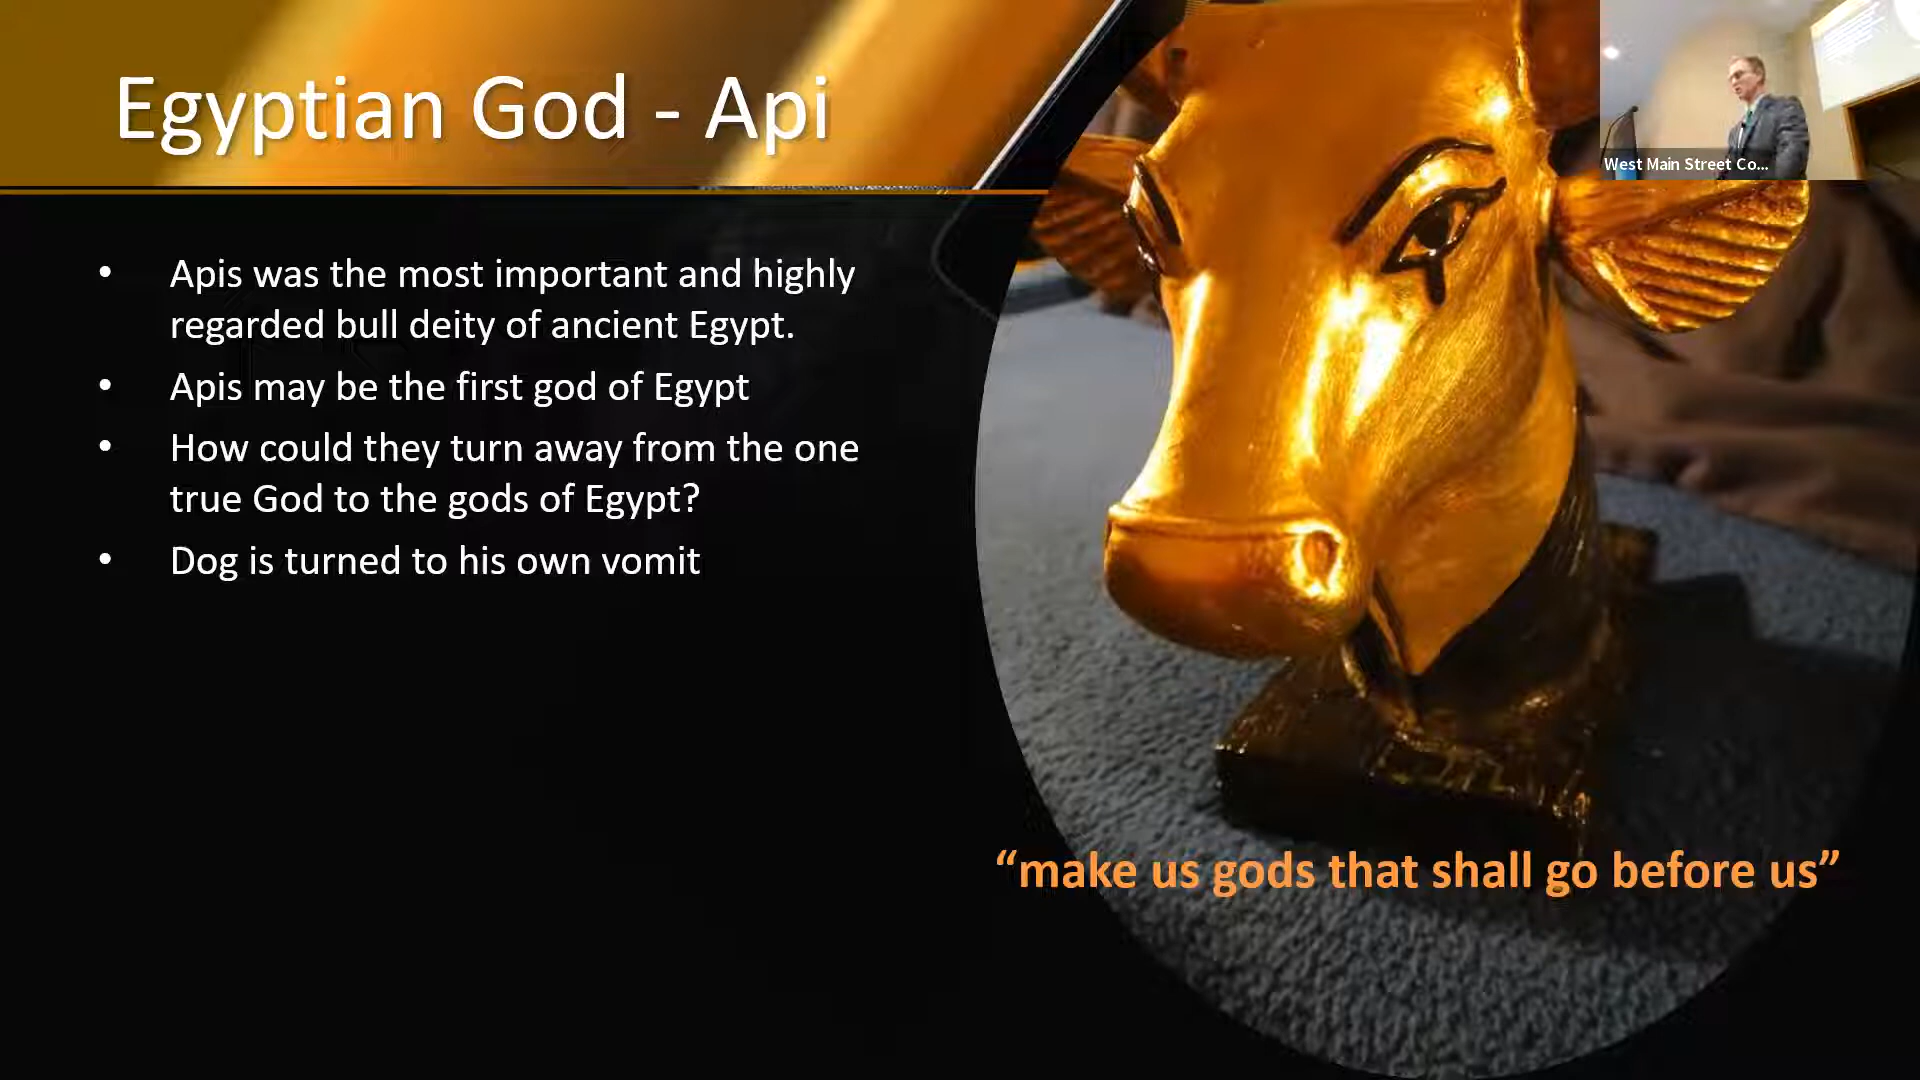 Egyptian God - Api
West Main Street Co...
• Apis was the most important and highly
regarded bull deity of ancient Egypt.
• Apis may be the first god of Egypt
• How could they turn away from the one
true God to the gods of Egypt?
• Dog is turned to his own vomit
“make us gods that shall go before us”